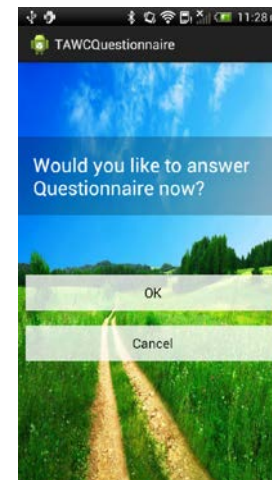 11:28
TAWCQuestionnaire
Would you like to answer
Questionnaire now?
OK
Cancel